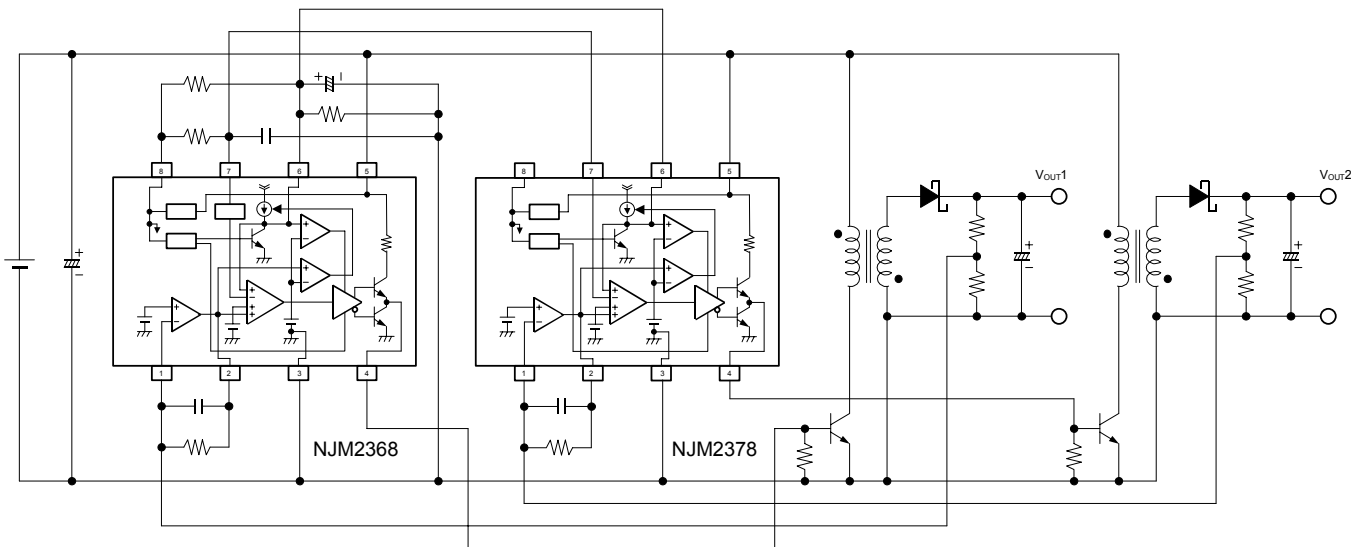 + –
8 7 6 5 8 7 6 5
VOUT1 VOUT2
+
–
+
–
+
–
+ – + –
+ – + –
+ – + + + – + +
+ – + –
1 2 3 4 1 2 3 4
NJM2368 NJM2378